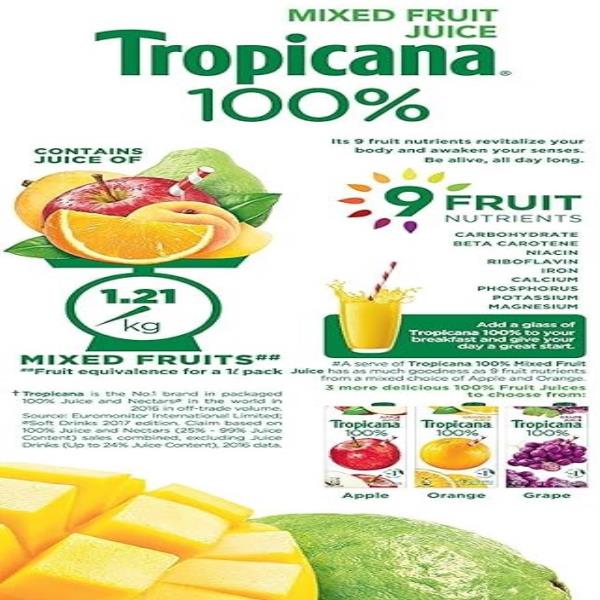 MIXED FRUIT
JUICE
Tropicana®
100%
CONTAINS
JUICE OF
1.21
kg
MIXED FRUITS##
##Fruit equivalence for a 1ℓ pack
† Tropicana is the No.1 brand in packaged
100% Juice and Nectars@ in the world in
2016 in off-trade volume.
Source: Euromonitor International Limited;
@Soft Drinks 2017 edition. Claim based on
100% Juice and Nectars (25% - 99% Juice
Content) sales combined, excluding Juice
Drinks (Up to 24% Juice Content), 2016 data.
Its 9 fruit nutrients revitalize your
body and awaken your senses.
Be alive, all day long.
9 FRUIT
NUTRIENTS
CARBOHYDRATE
BETA CAROTENE
NIACIN
RIBOFLAVIN
IRON
CALCIUM
PHOSPHORUS
POTASSIUM
MAGNESIUM
Add a glass of
Tropicana 100% to your
breakfast and give your
day a great start.
#A serve of Tropicana 100% Mixed Fruit
Juice has as much goodness as 9 fruit nutrients
from a mixed choice of Apple and Orange.
3 more delicious 100% Fruit Juices
to choose from:
Tropicana
100%
Tropicana
100%
Tropicana
100%
Apple
Orange
Grape